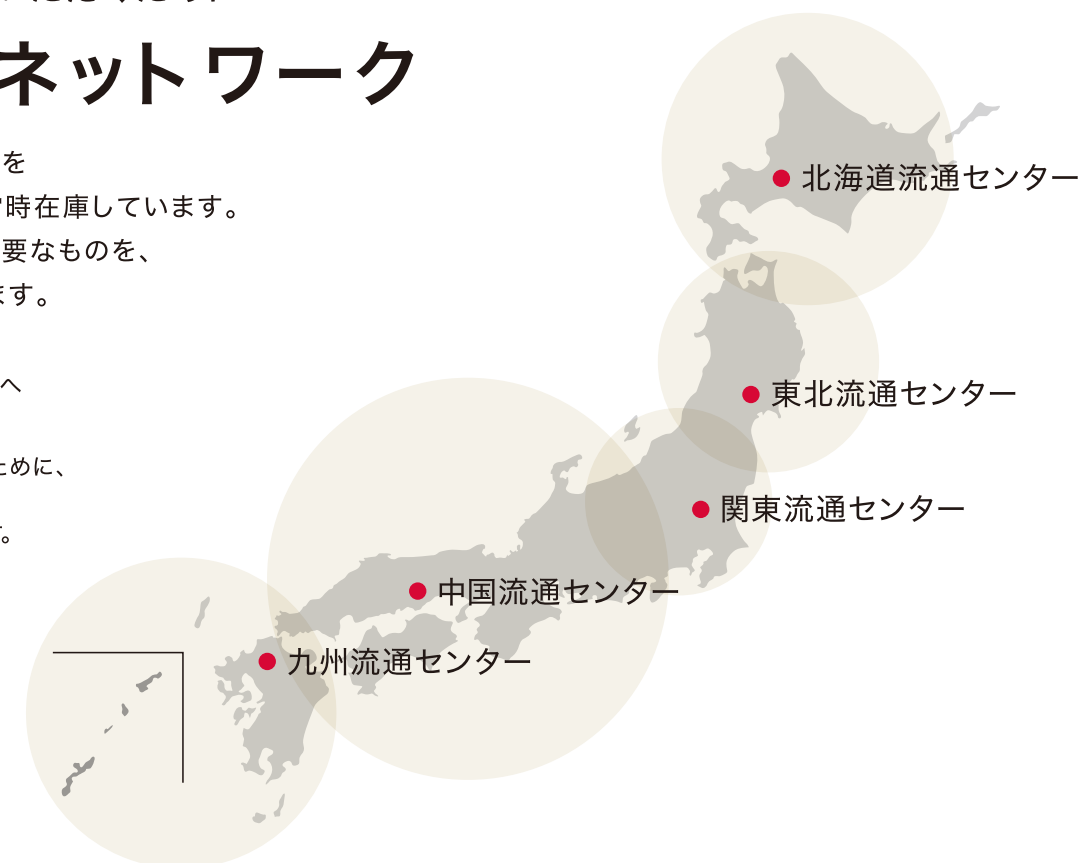 ネットワーク
を
時在庫しています。
要なものを、
ます。
へ
ために、
。
北海道流通センター
東北流通センター
関東流通センター
中国流通センター
九州流通センター